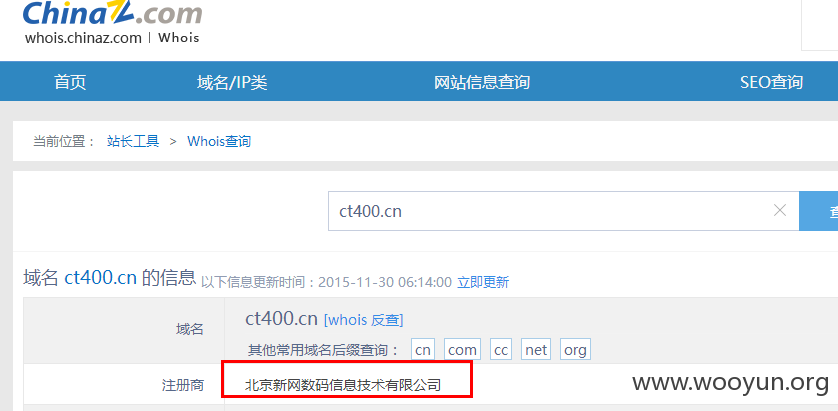 ChinaZ.com
whois.chinaz.com | Whois
首页 域名/IP类 网站信息查询 SEO查询
当前位置： 站长工具 > Whois查询
ct400.cn
域名 ct400.cn 的信息 以下信息更新时间：2015-11-30 06:14:00 立即更新
域名 ct400.cn [whois 反查]
其他常用域名后缀查询： cn com cc net org
注册商 北京新网数码信息技术有限公司
www.wooyun.org